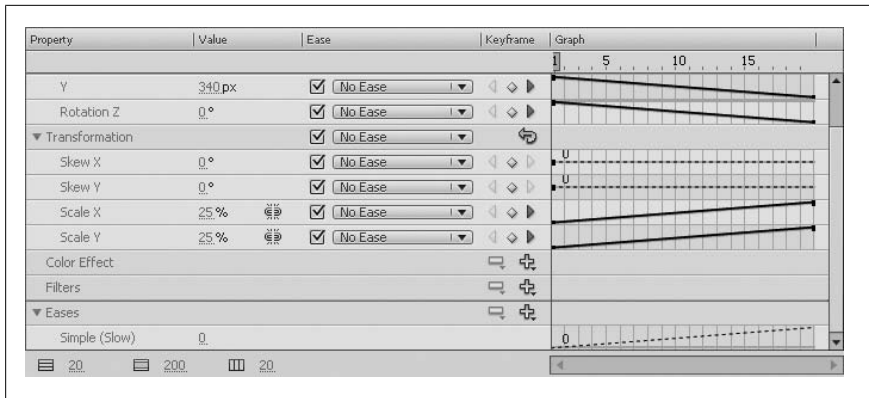 Property Value Ease Keyframe Graph
1 5 10 15
Y 340 px No Ease
Rotation Z 0° No Ease
Transformation No Ease
Skew X 0° No Ease 0
Skew Y 0° No Ease 0
Scale X 25 % No Ease
Scale Y 25 % No Ease
Color Effect
Filters
Eases
Simple (Slow) 0 0
20 200 20